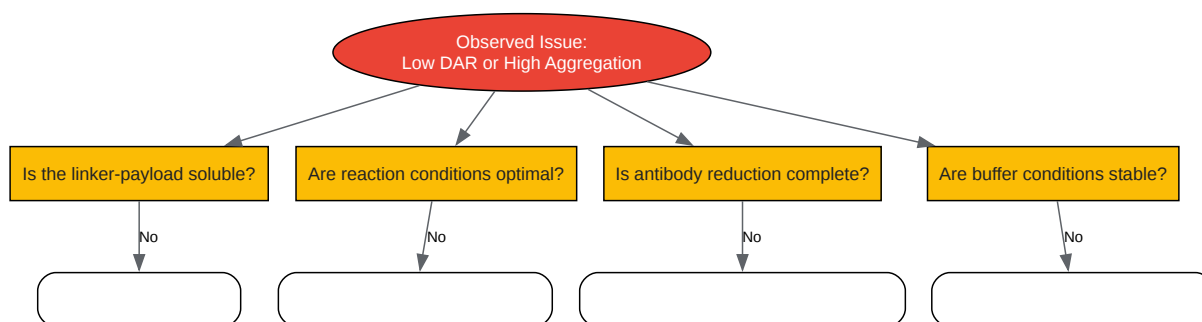 Observed Issue:
Low DAR or High Aggregation
Is the linker-payload soluble?
Are reaction conditions optimal?
Is antibody reduction complete?
Are buffer conditions stable?
No
No
No
No